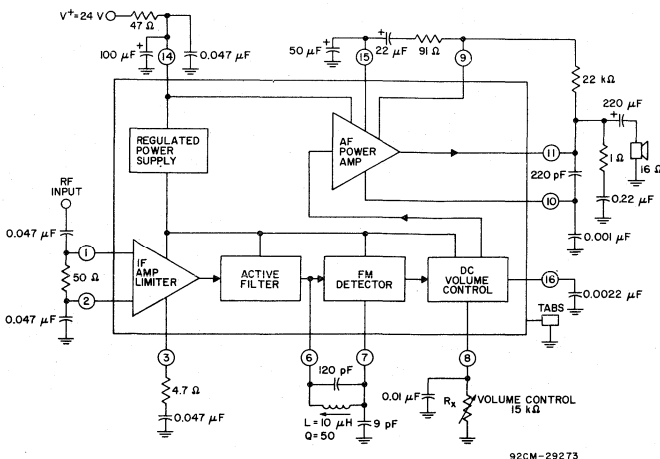 V⁺=24 V
47 Ω
100 μF
+
14
0.047 μF
50 μF
+
15
+
22 μF
91 Ω
9
22 kΩ
220 μF
+
16 Ω
1 Ω
0.22 μF
REGULATED
POWER
SUPPLY
AF
POWER
AMP
11
220 pF
10
0.001 μF
RF
INPUT
0.047 μF
1
50 Ω
2
0.047 μF
IF
AMP
LIMITER
ACTIVE
FILTER
FM
DETECTOR
DC
VOLUME
CONTROL
16
0.0022 μF
TABS
3
4.7 Ω
0.047 μF
6
7
120 pF
L = 10 μH
Q = 50
9 pF
8
0.01 μF
Rₓ
VOLUME CONTROL
15 kΩ
92CM-29273